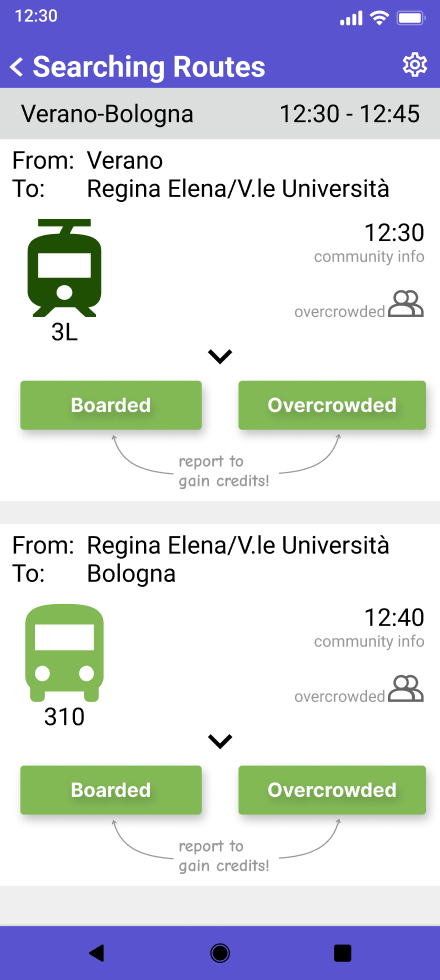 12:30
Searching Routes
Verano-Bologna 12:30 - 12:45
From: Verano
To: Regina Elena/V.le Università
12:30
community info
overcrowded
3L
Boarded Overcrowded
report to
gain credits!
From: Regina Elena/V.le Università
To: Bologna
12:40
community info
overcrowded
310
Boarded Overcrowded
report to
gain credits!